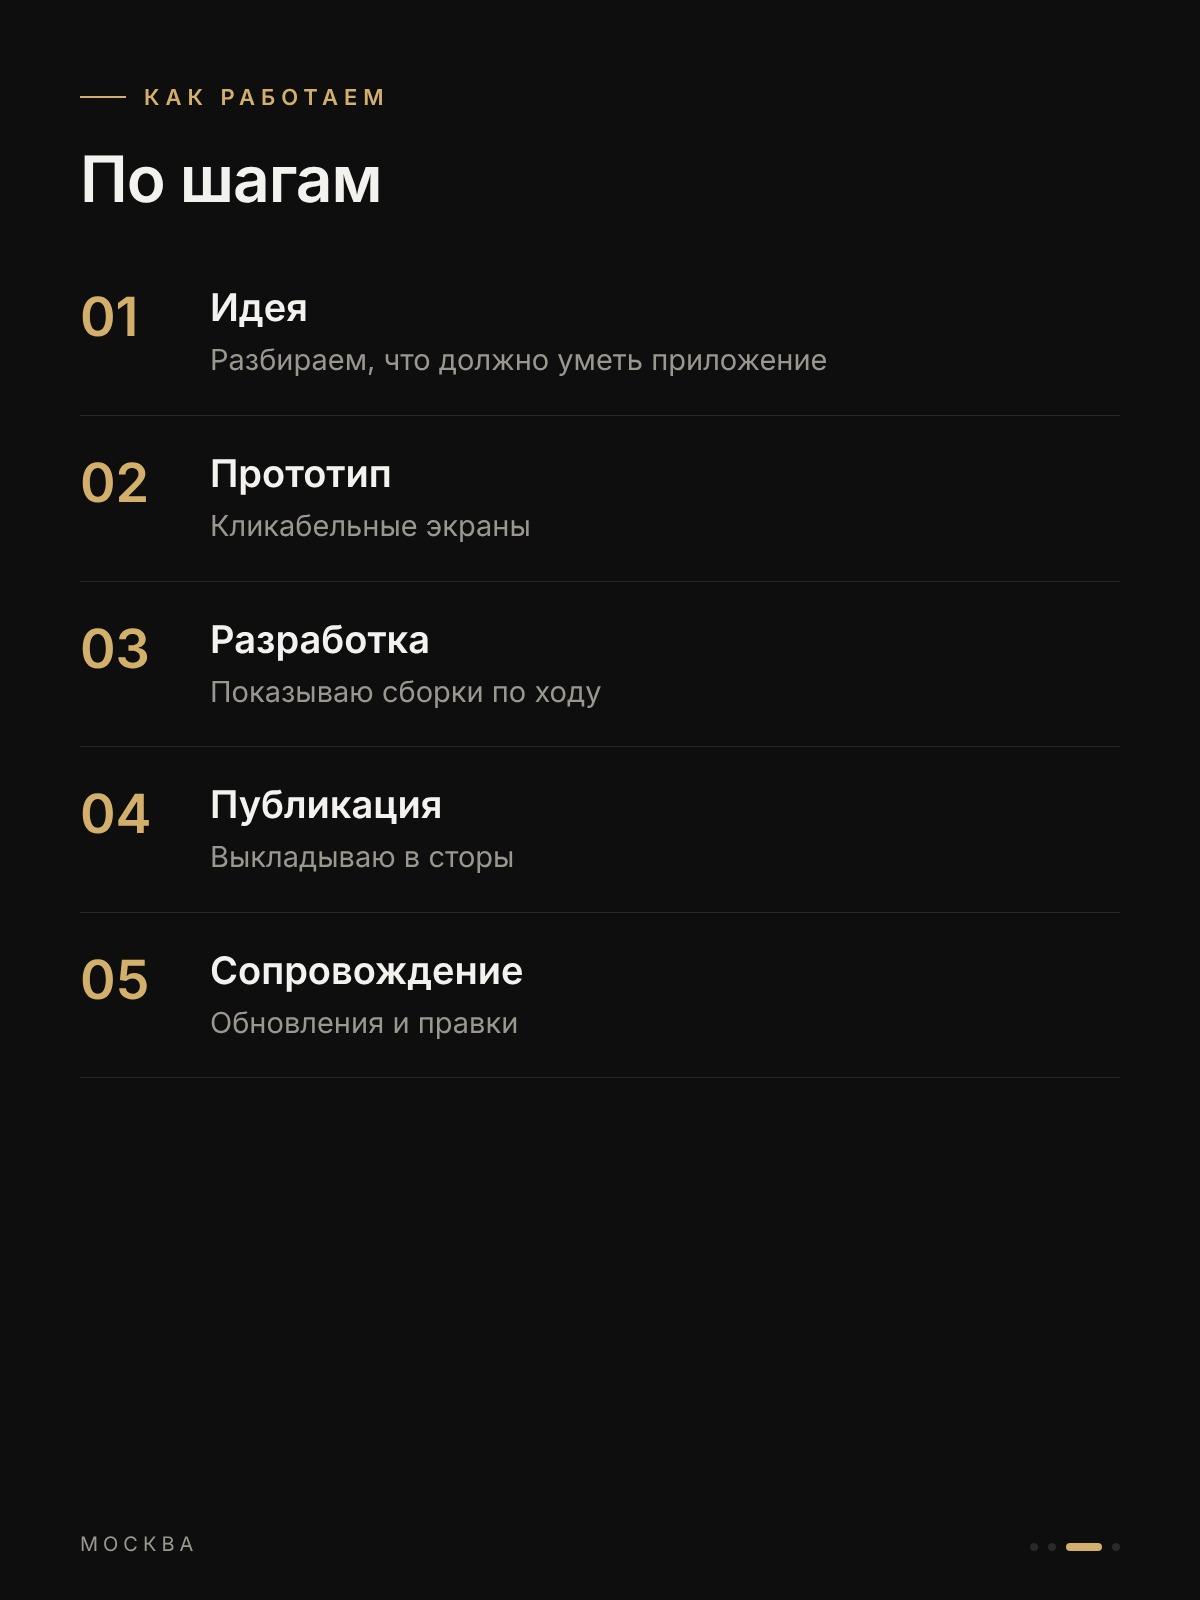 КАК РАБОТАЕМ
По шагам
01
Идея
Разбираем, что должно уметь приложение
02
Прототип
Кликабельные экраны
03
Разработка
Показываю сборки по ходу
04
Публикация
Выкладываю в сторы
05
Сопровождение
Обновления и правки
МОСКВА